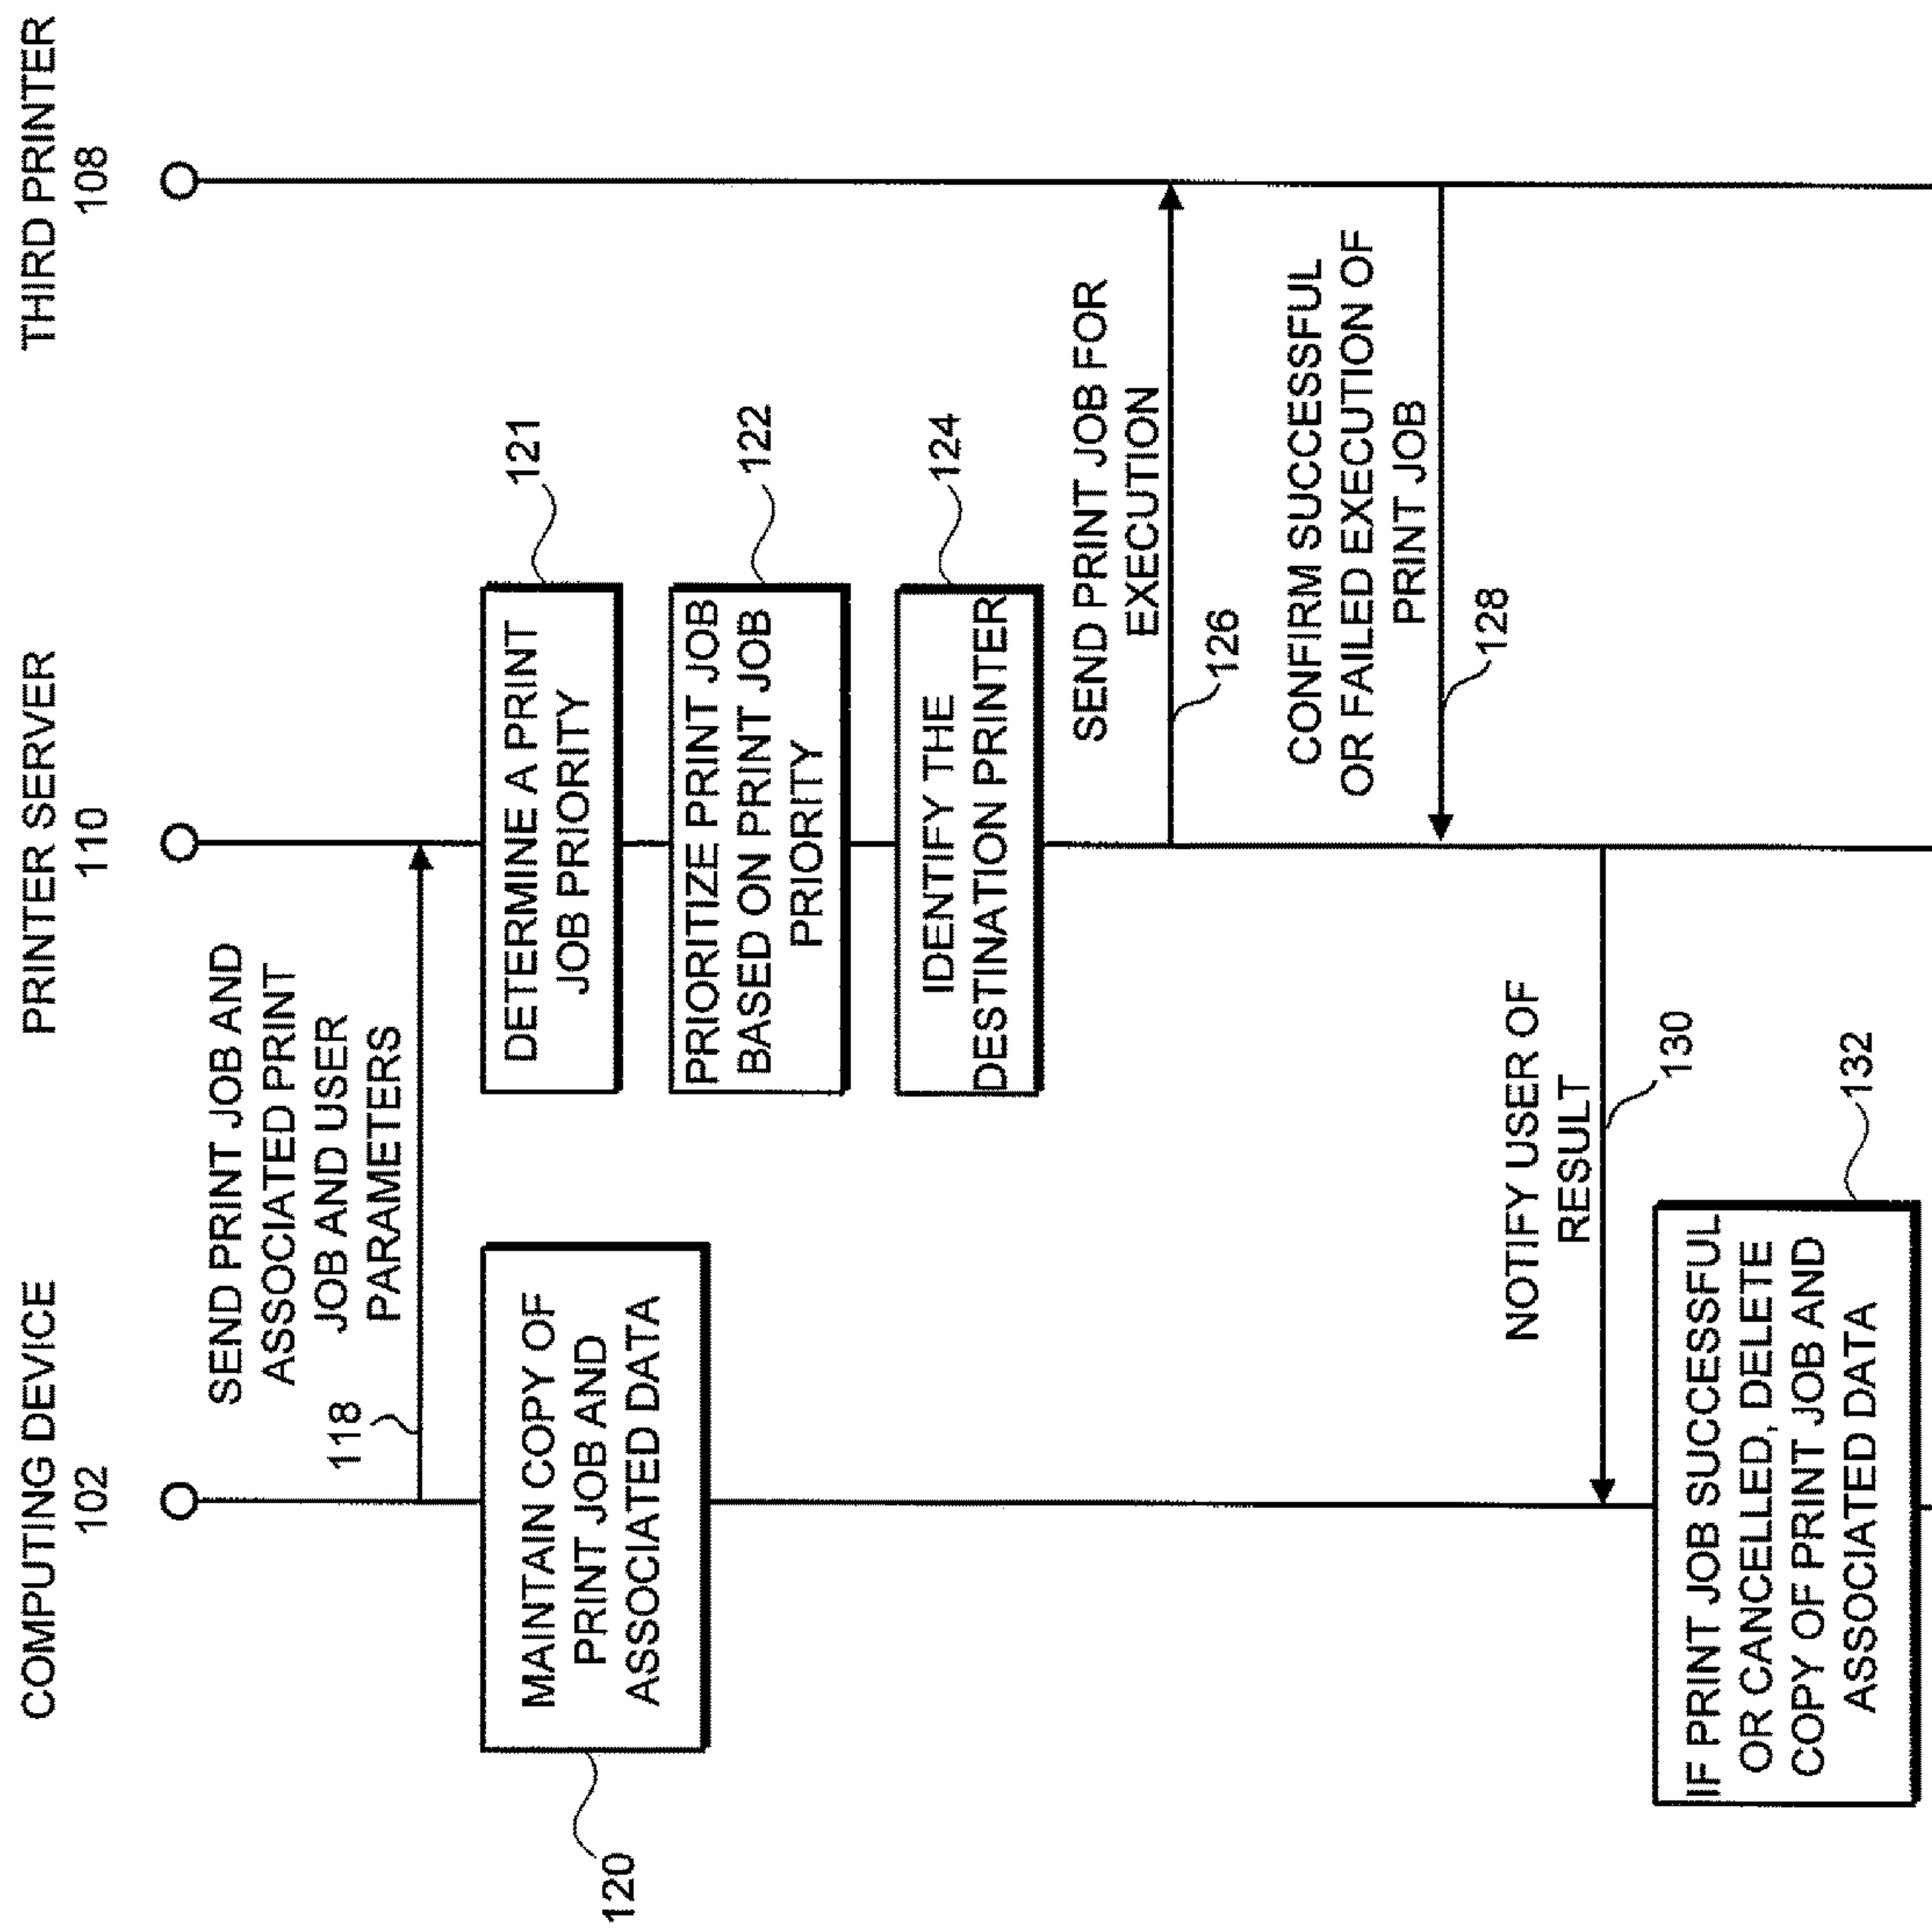 COMPUTING DEVICE
102
PRINTER SERVER
110
THIRD PRINTER
108
SEND PRINT JOB AND
ASSOCIATED PRINT
JOB AND USER
PARAMETERS
118
MAINTAIN COPY OF
PRINT JOB AND
ASSOCIATED DATA
120
DETERMINE A PRINT
JOB PRIORITY
121
PRIORITIZE PRINT JOB
BASED ON PRINT JOB
PRIORITY
122
IDENTIFY THE
DESTINATION PRINTER
124
SEND PRINT JOB FOR
EXECUTION
126
CONFIRM SUCCESSFUL
OR FAILED EXECUTION OF
PRINT JOB
128
NOTIFY USER OF
RESULT
130
IF PRINT JOB SUCCESSFUL
OR CANCELLED, DELETE
COPY OF PRINT JOB AND
ASSOCIATED DATA
132